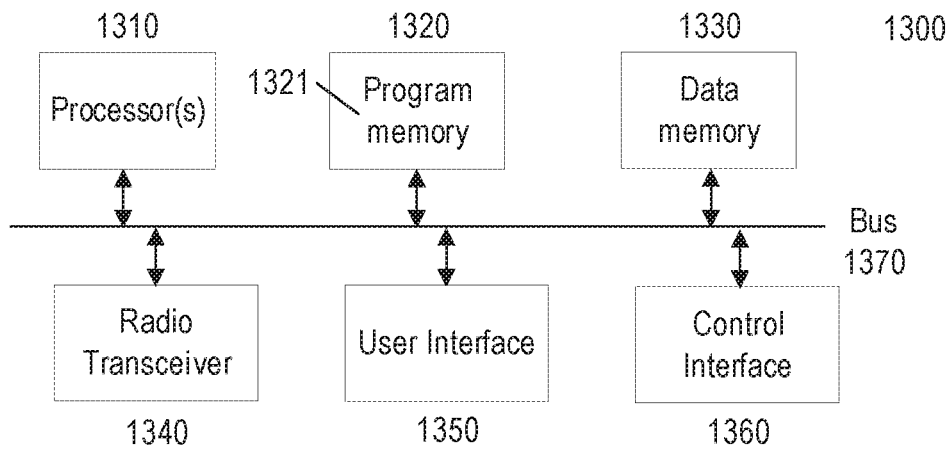 1310 1320 1330 1300
1321
Processor(s)
Program
memory
Data
memory
Bus
1370
Radio
Transceiver
User Interface
Control
Interface
1340 1350 1360